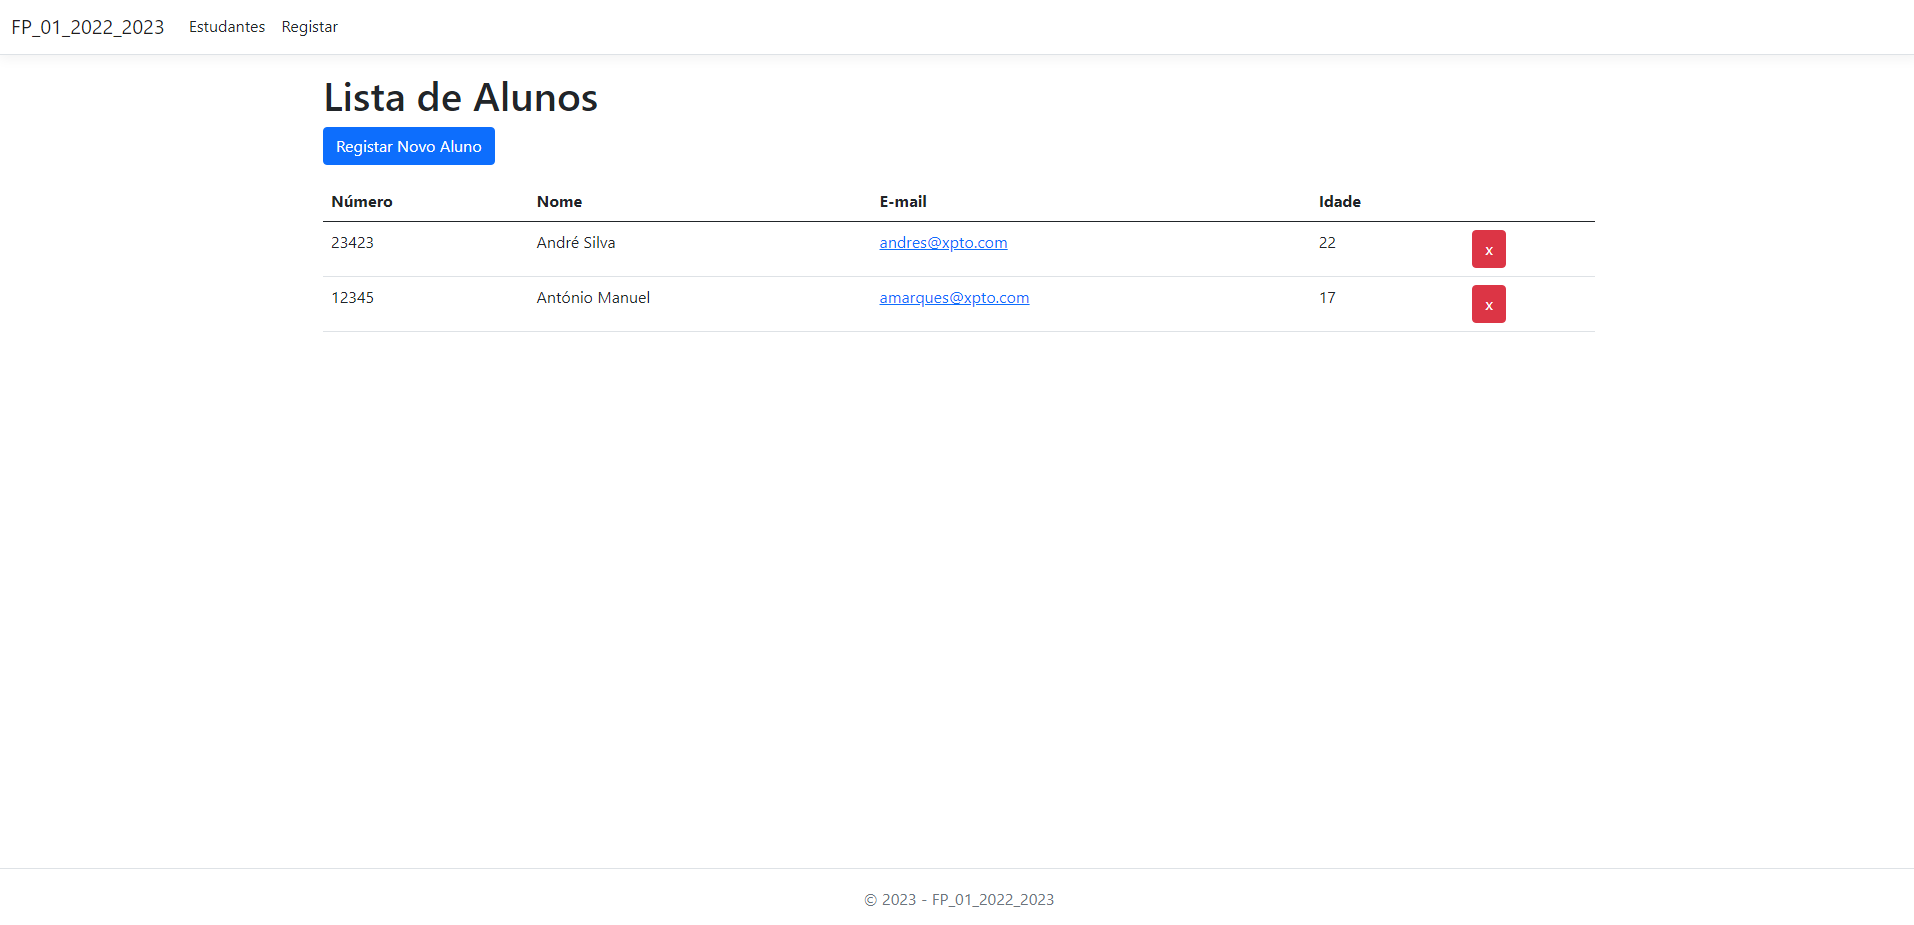 FP_01_2022_2023 Estudantes Registar
Lista de Alunos
Registar Novo Aluno
Número Nome E-mail Idade
23423 André Silva andres@xpto.com 22 x
12345 António Manuel amarques@xpto.com 17 x
© 2023 - FP_01_2022_2023